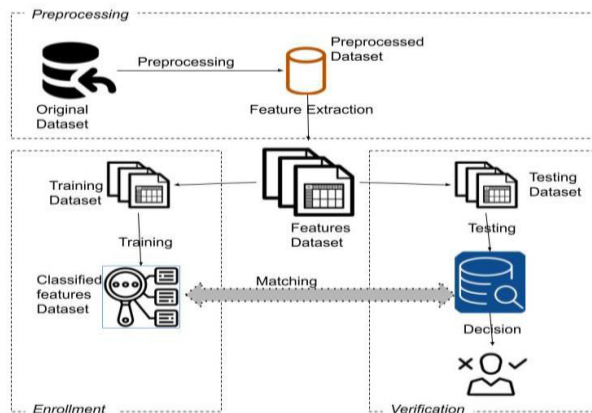 Preprocessing
Preprocessing
Preprocessed
Dataset
Original
Dataset
Feature Extraction
Training
Dataset
Features
Dataset
Testing
Dataset
Training
Testing
Classified
features
Dataset
Matching
Decision
Enrollment
Verification